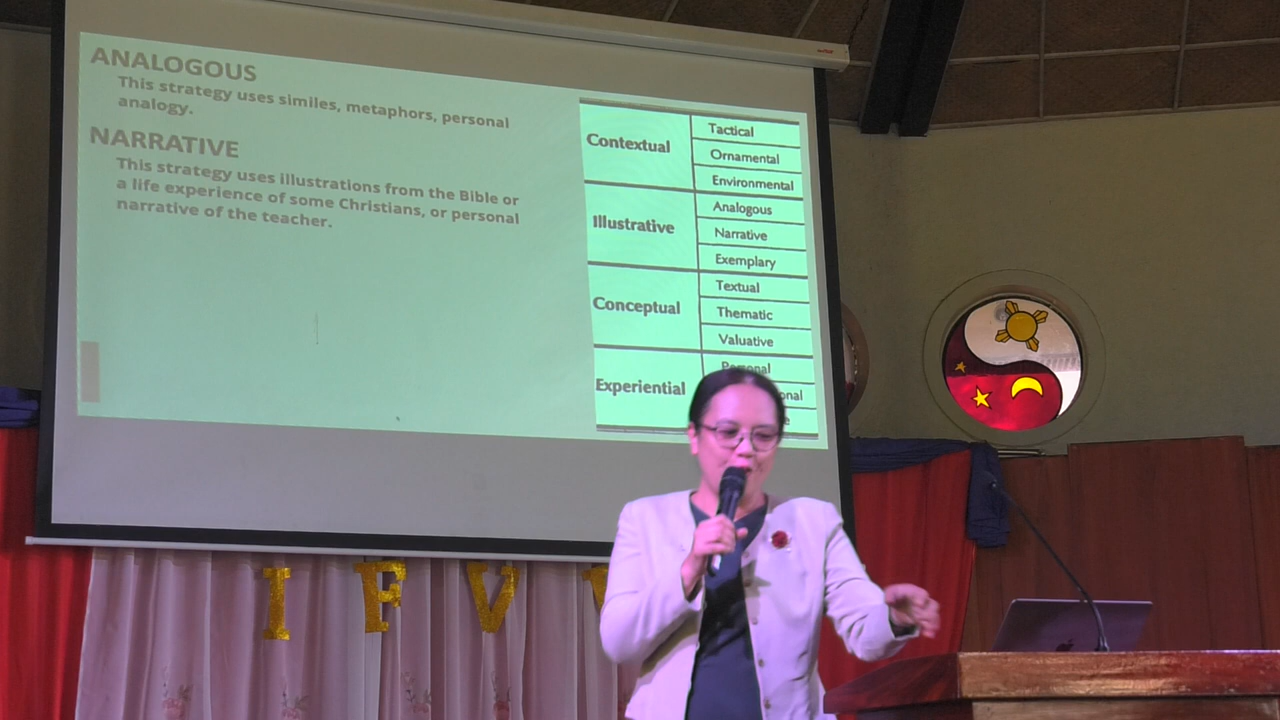 ANALOGOUS
This strategy uses similes, metaphors, personal
analogy.
NARRATIVE
This strategy uses illustrations from the Bible or
a life experience of some Christians, or personal
narrative of the teacher.
Contextual
Tactical
Ornamental
Environmental
Illustrative
Analogous
Narrative
Exemplary
Conceptual
Textual
Thematic
Valuative
Experiential
Personal
I F V